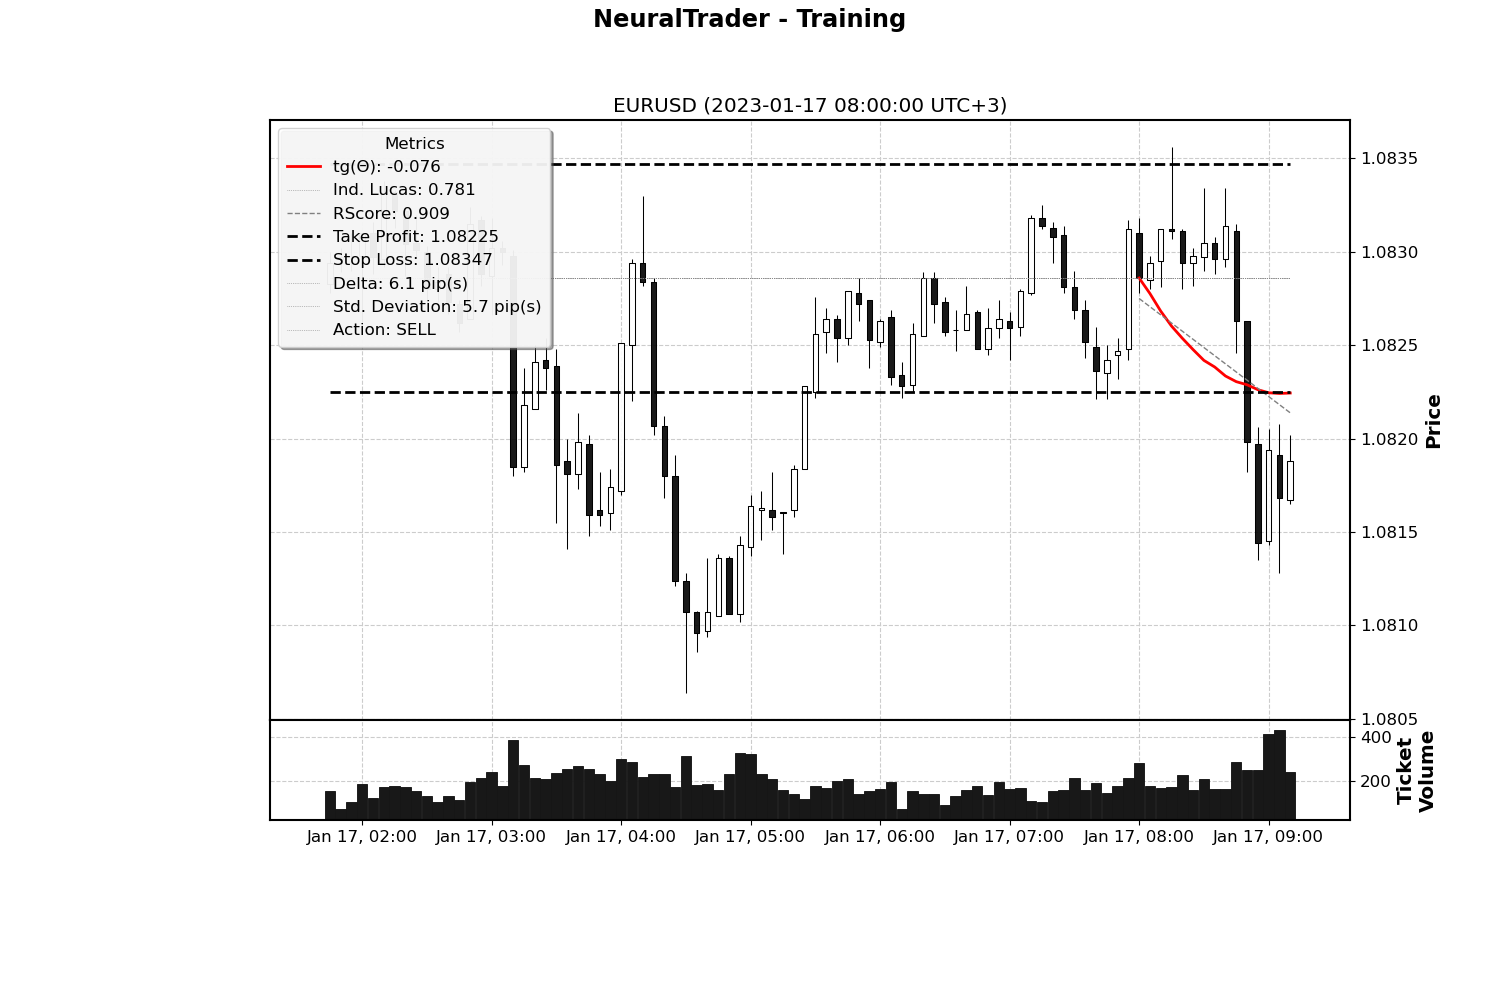 NeuralTrader - Training
EURUSD (2023-01-17 08:00:00 UTC+3)
Metrics
tg(Θ): -0.076
Ind. Lucas: 0.781
RScore: 0.909
Take Profit: 1.08225
Stop Loss: 1.08347
Delta: 6.1 pip(s)
Std. Deviation: 5.7 pip(s)
Action: SELL
1.0835
1.0830
1.0825
1.0820
1.0815
1.0810
1.0805
Price
400
200
Ticket
Volume
Jan 17, 02:00
Jan 17, 03:00
Jan 17, 04:00
Jan 17, 05:00
Jan 17, 06:00
Jan 17, 07:00
Jan 17, 08:00
Jan 17, 09:00